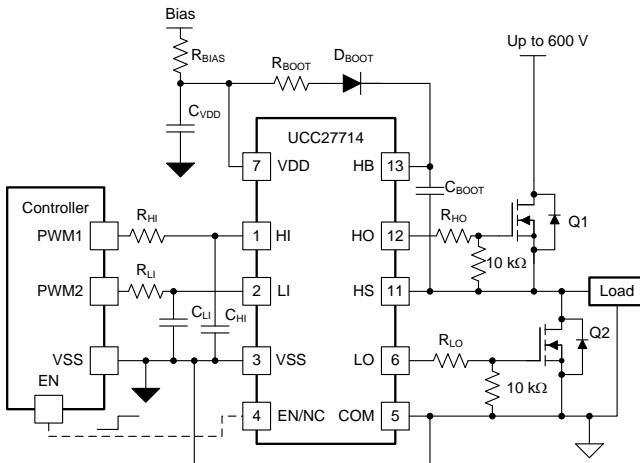 Bias
R_BIAS
R_BOOT
D_BOOT
Up to 600 V
C_VDD
UCC27714
7 VDD
HB 13
C_BOOT
Controller
PWM1
R_HI
1 HI
HO 12
R_HO
Q1
10 kΩ
PWM2
R_LI
2 LI
HS 11
Load
C_LI
C_HI
Q2
VSS
3 VSS
LO 6
R_LO
10 kΩ
EN
4 EN/NC
COM 5